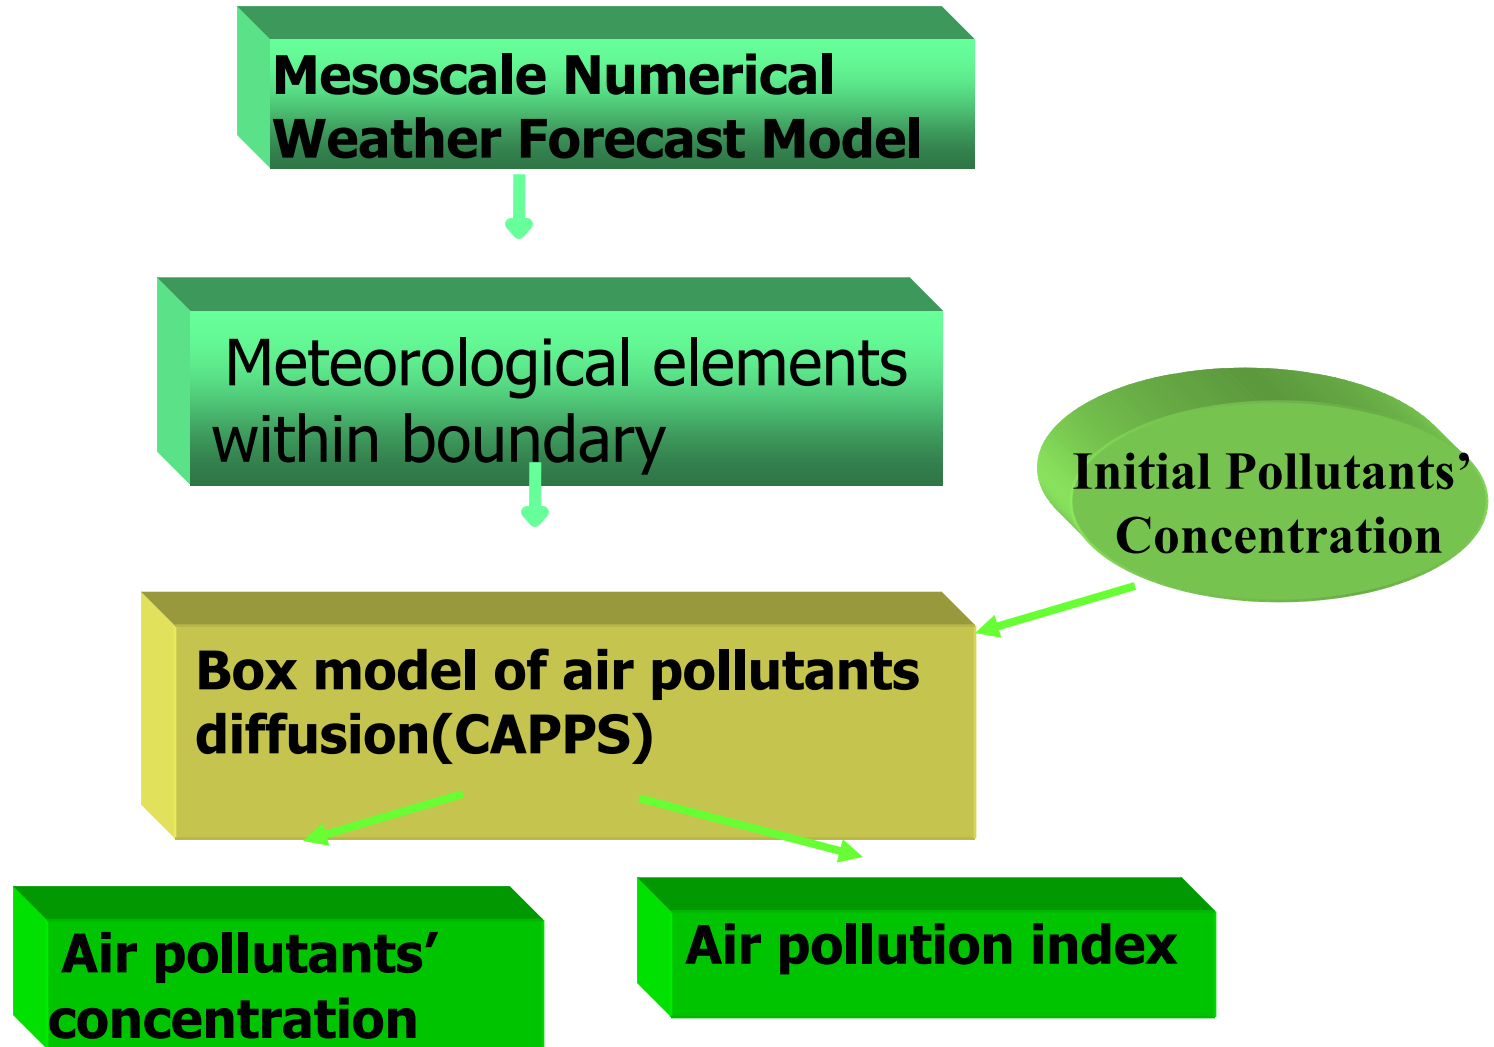 Mesoscale Numerical
Weather Forecast Model
Meteorological elements
within boundary
Initial Pollutants’
Concentration
Box model of air pollutants
diffusion(CAPPS)
Air pollutants’
concentration
Air pollution index